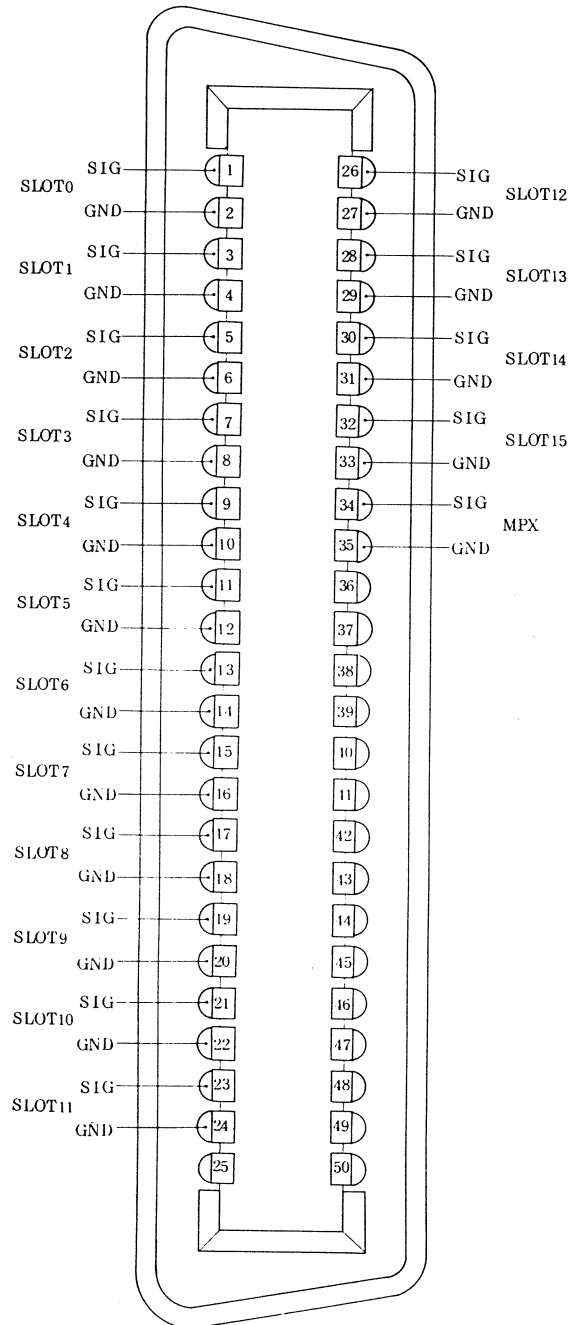 SIG 1 26 SIG
SLOT0 SLOT12
GND 2 27 GND
SIG 3 28 SIG
SLOT1 SLOT13
GND 4 29 GND
SIG 5 30 SIG
SLOT2 SLOT14
GND 6 31 GND
SIG 7 32 SIG
SLOT3 SLOT15
GND 8 33 GND
SIG 9 34 SIG
SLOT4 MPX
GND 10 35 GND
SIG 11 36
SLOT5
GND 12 37
SIG 13 38
SLOT6
GND 14 39
SIG 15 40
SLOT7
GND 16 41
SIG 17 42
SLOT8
GND 18 43
SIG 19 44
SLOT9
GND 20 45
SIG 21 46
SLOT10
GND 22 47
SIG 23 48
SLOT11
GND 24 49
25 50